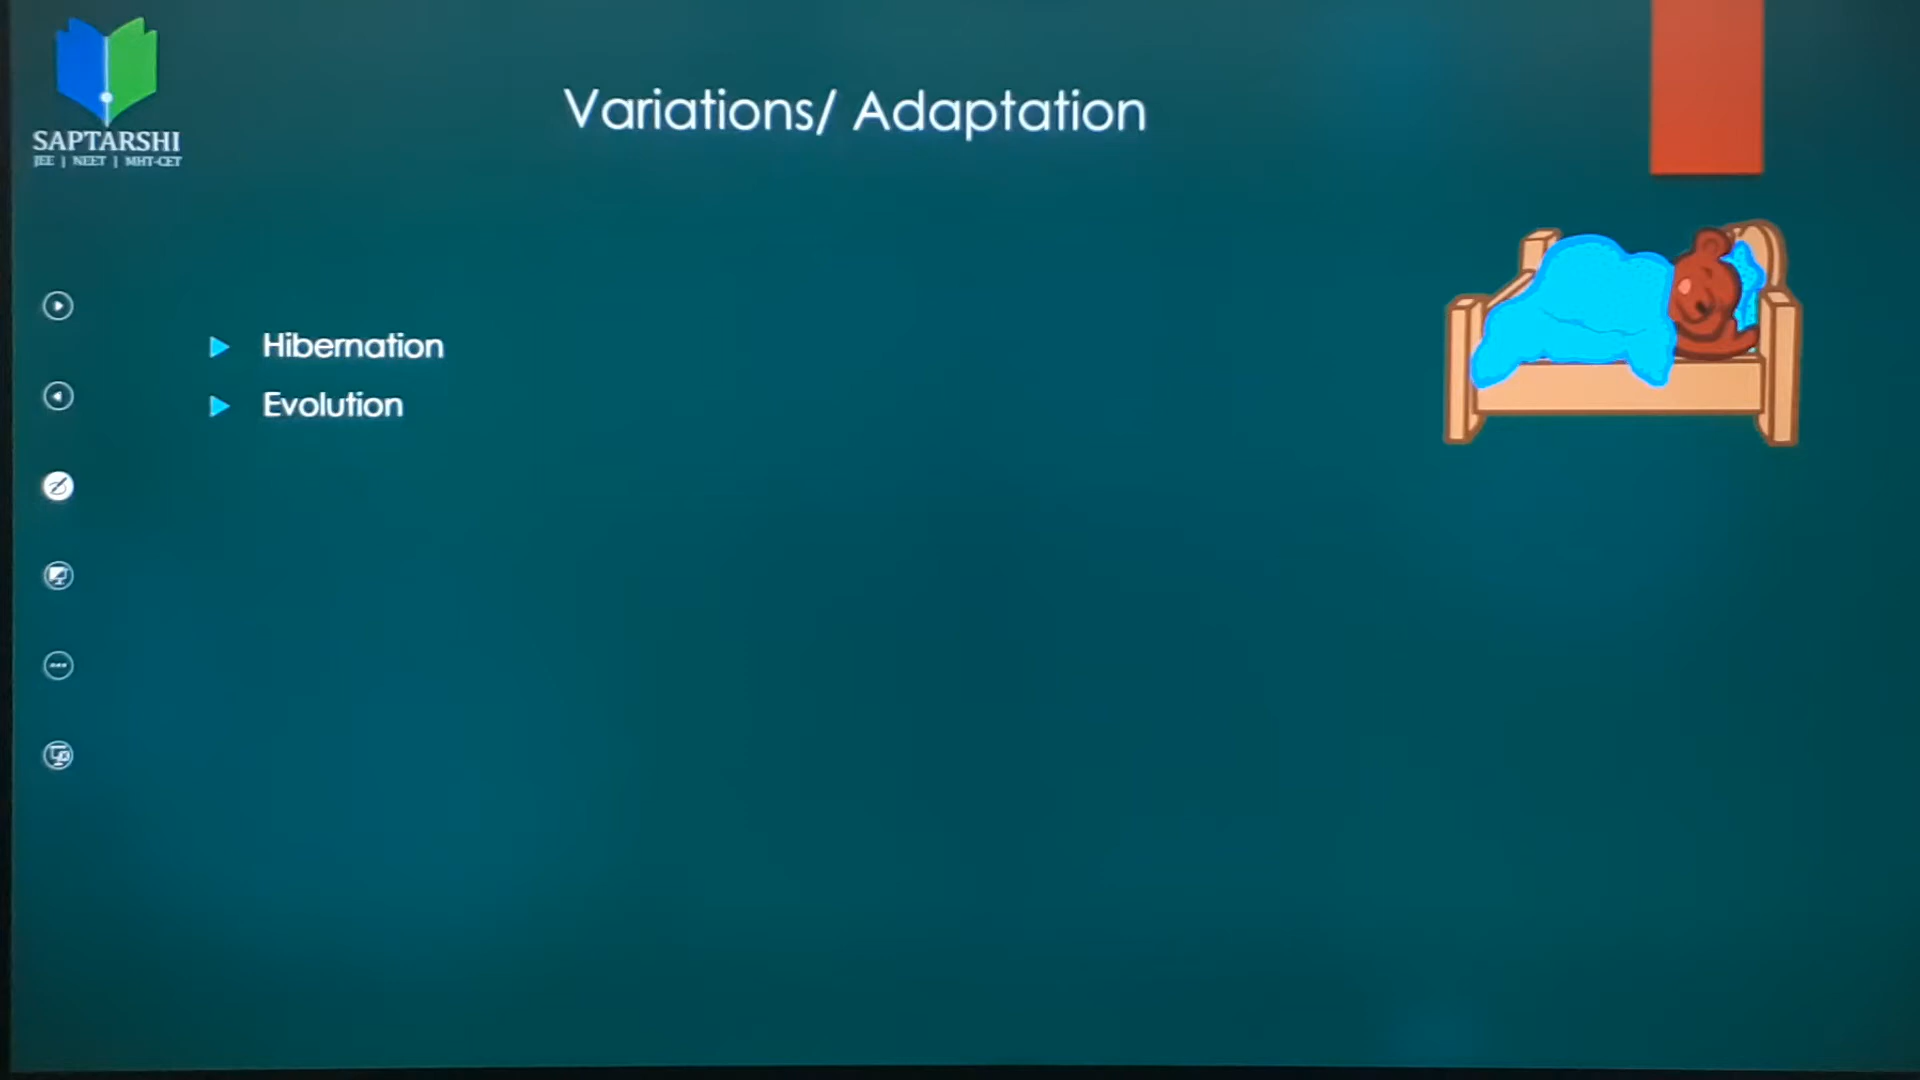 SAPTARSHI
JEE | NEET | MHT-CET
Variations/ Adaptation
Hibernation
Evolution